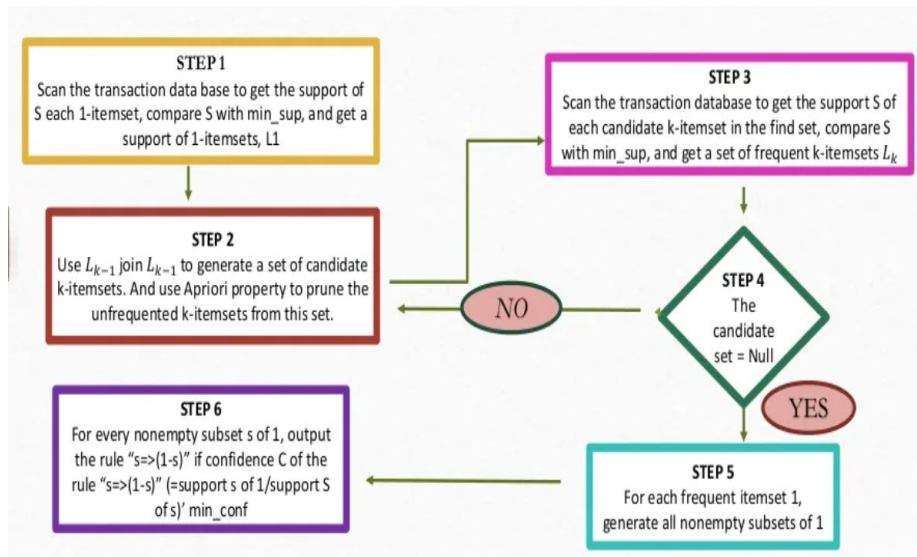 STEP 1
Scan the transaction data base to get the support of
S each 1-itemset, compare S with min_sup, and get a
support of 1-itemsets, L1
STEP 2
Use Lₖ₋₁ join Lₖ₋₁ to generate a set of candidate
k-itemsets. And use Apriori property to prune the
unfrequented k-itemsets from this set.
STEP 3
Scan the transaction database to get the support S of
each candidate k-itemset in the find set, compare S
with min_sup, and get a set of frequent k-itemsets Lₖ
STEP 4
The
candidate
set = Null
NO
YES
STEP 5
For each frequent itemset 1,
generate all nonempty subsets of 1
STEP 6
For every nonempty subset s of 1, output
the rule “s=>(1-s)” if confidence C of the
rule “s=>(1-s)” (=support s of 1/support S
of s)’ min_conf